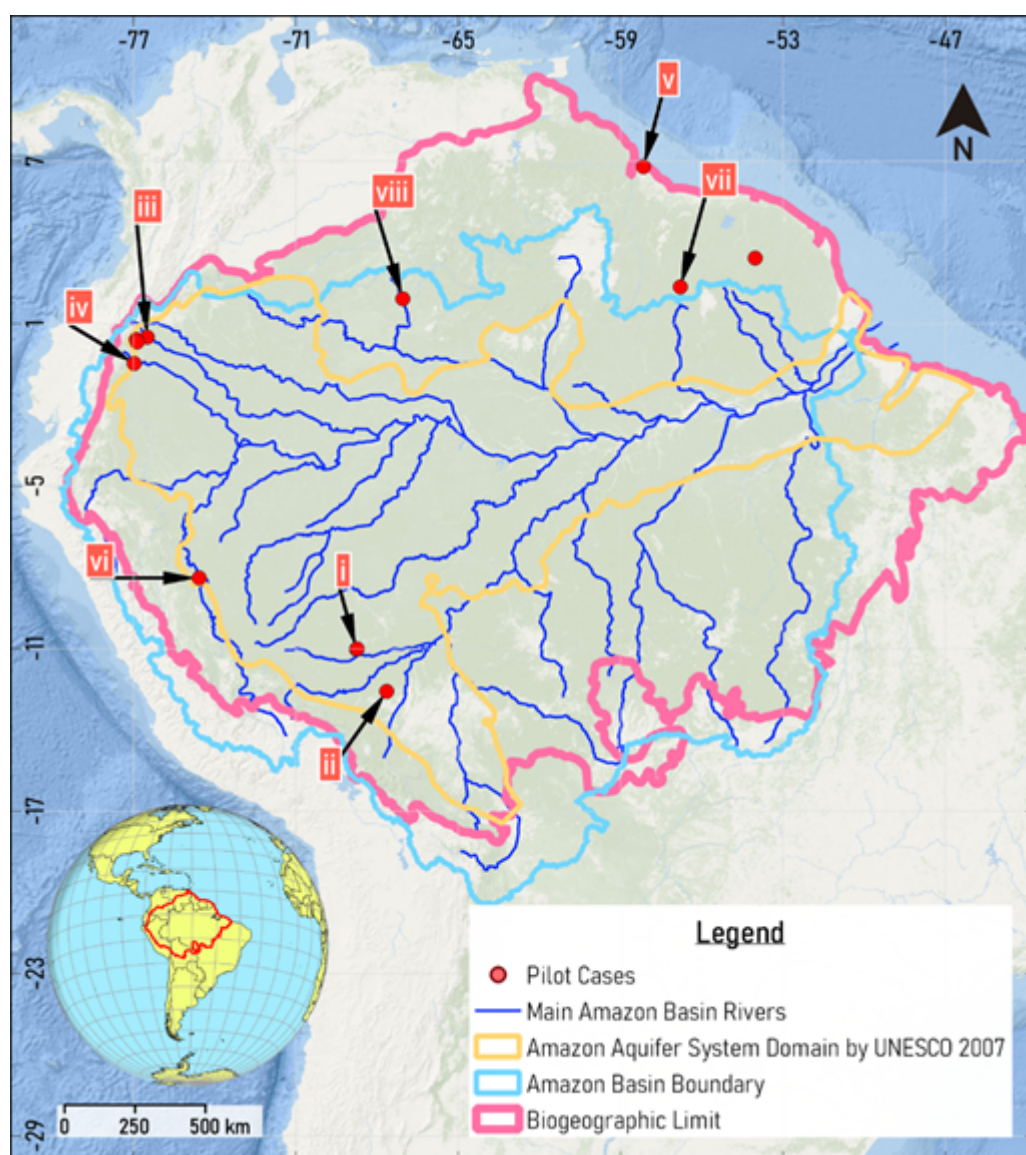 -77 -71 -65 -59 -53 -47
v
N
7
vii
viii
iii
iv
1
-5
vi
i
-11
ii
-17
Legend
Pilot Cases
-23
Main Amazon Basin Rivers
Amazon Aquifer System Domain by UNESCO 2007
Amazon Basin Boundary
0 250 500 km
Biogeographic Limit
-29